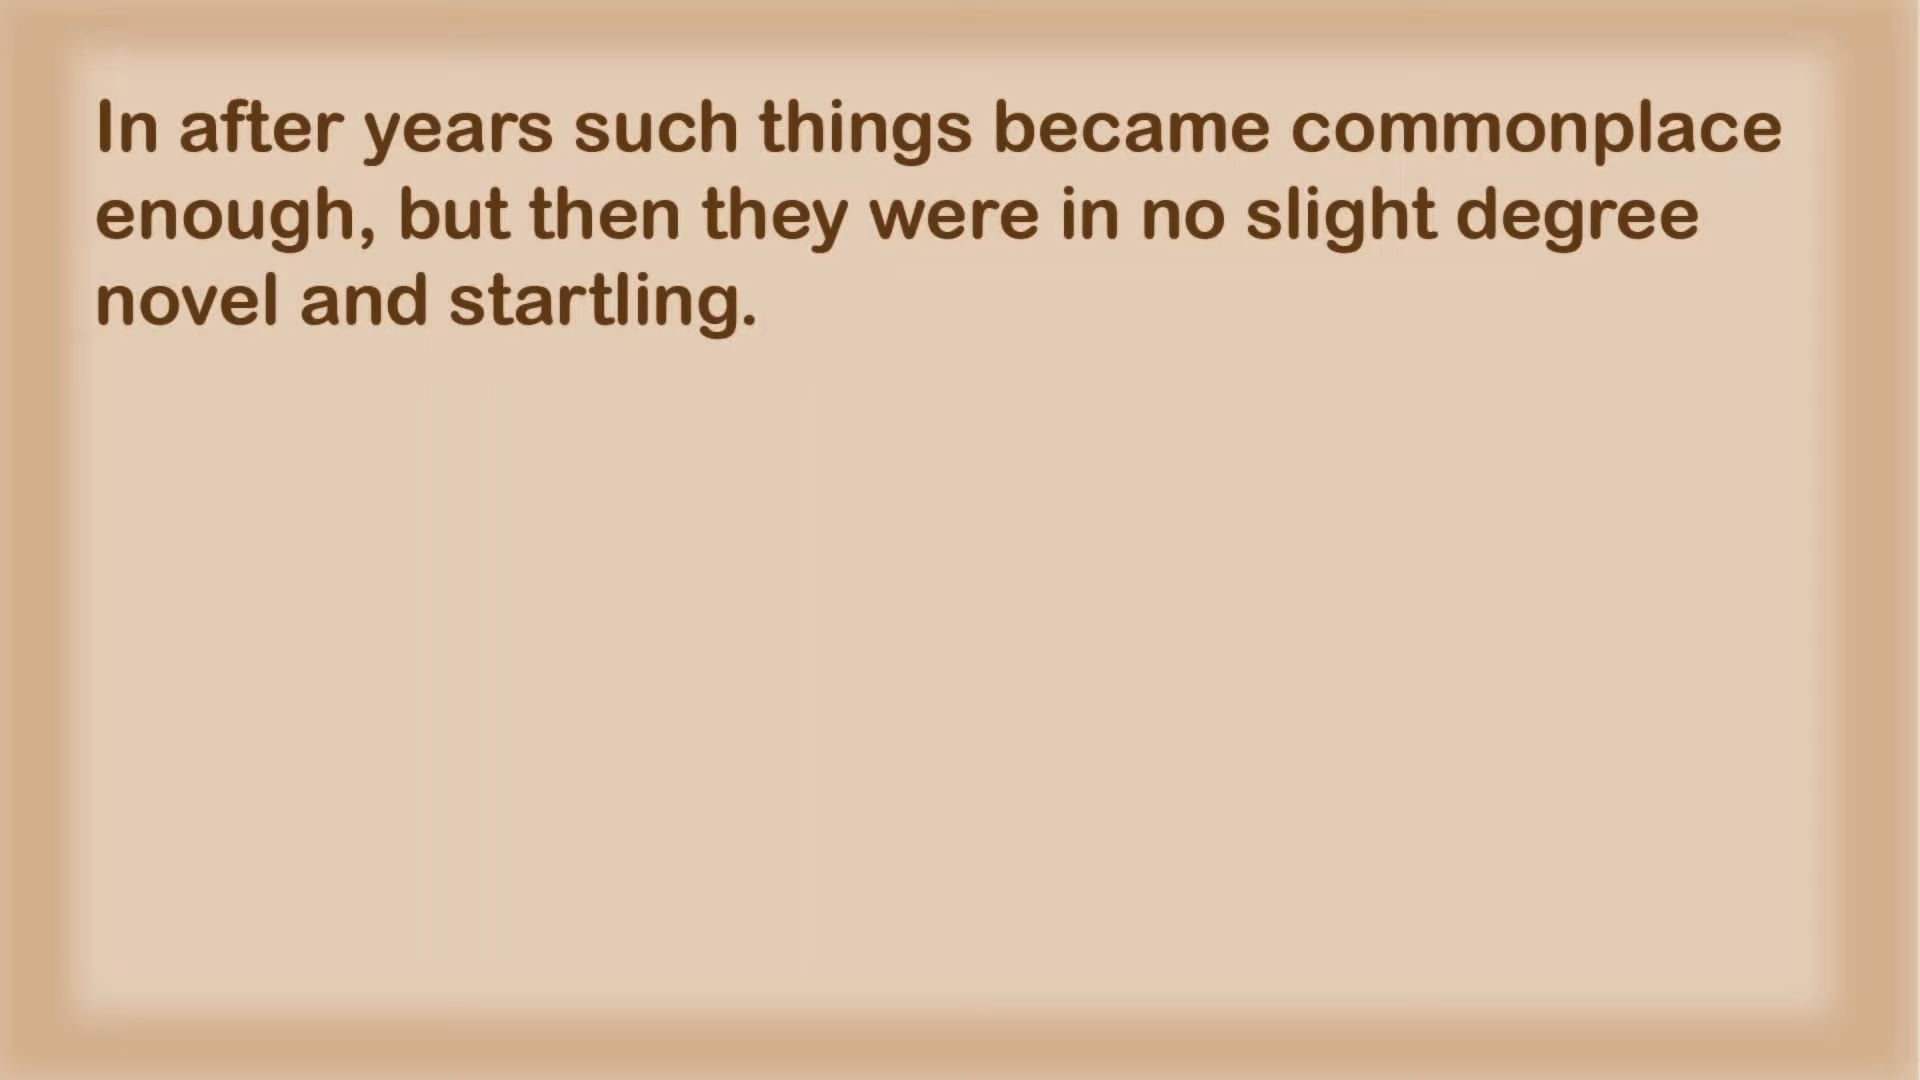 In after years such things became commonplace
enough, but then they were in no slight degree
novel and startling.